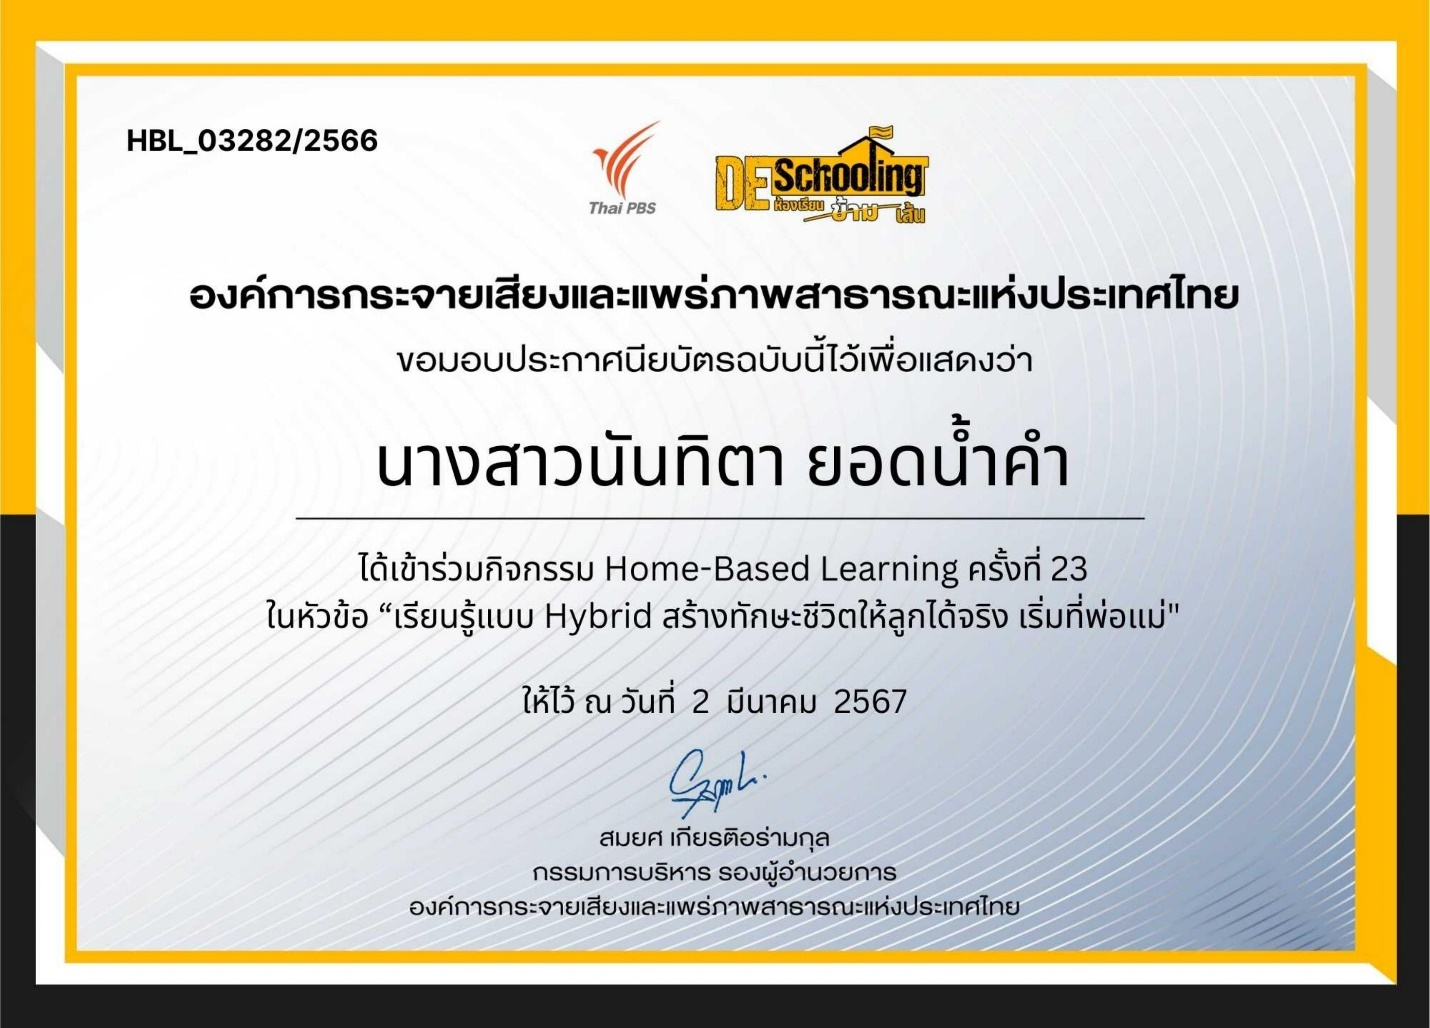 HBL_03282/2566
Thai PBS
DESchooling
ห้องเรียนข้ามเส้น
องค์การกระจายเสียงและแพร่ภาพสาธารณะแห่งประเทศไทย
ขอมอบประกาศนียบัตรฉบับนี้ไว้เพื่อแสดงว่า
นางสาวนันทิตา ยอดน้ำคำ
ได้เข้าร่วมกิจกรรม Home-Based Learning ครั้งที่ 23
ในหัวข้อ “เรียนรู้แบบ Hybrid สร้างทักษะชีวิตให้ลูกได้จริง เริ่มที่พ่อแม่"
ให้ไว้ ณ วันที่ 2 มีนาคม 2567
สมยศ เกียรติอร่ามกุล
กรรมการบริหาร รองผู้อำนวยการ
องค์การกระจายเสียงและแพร่ภาพสาธารณะแห่งประเทศไทย